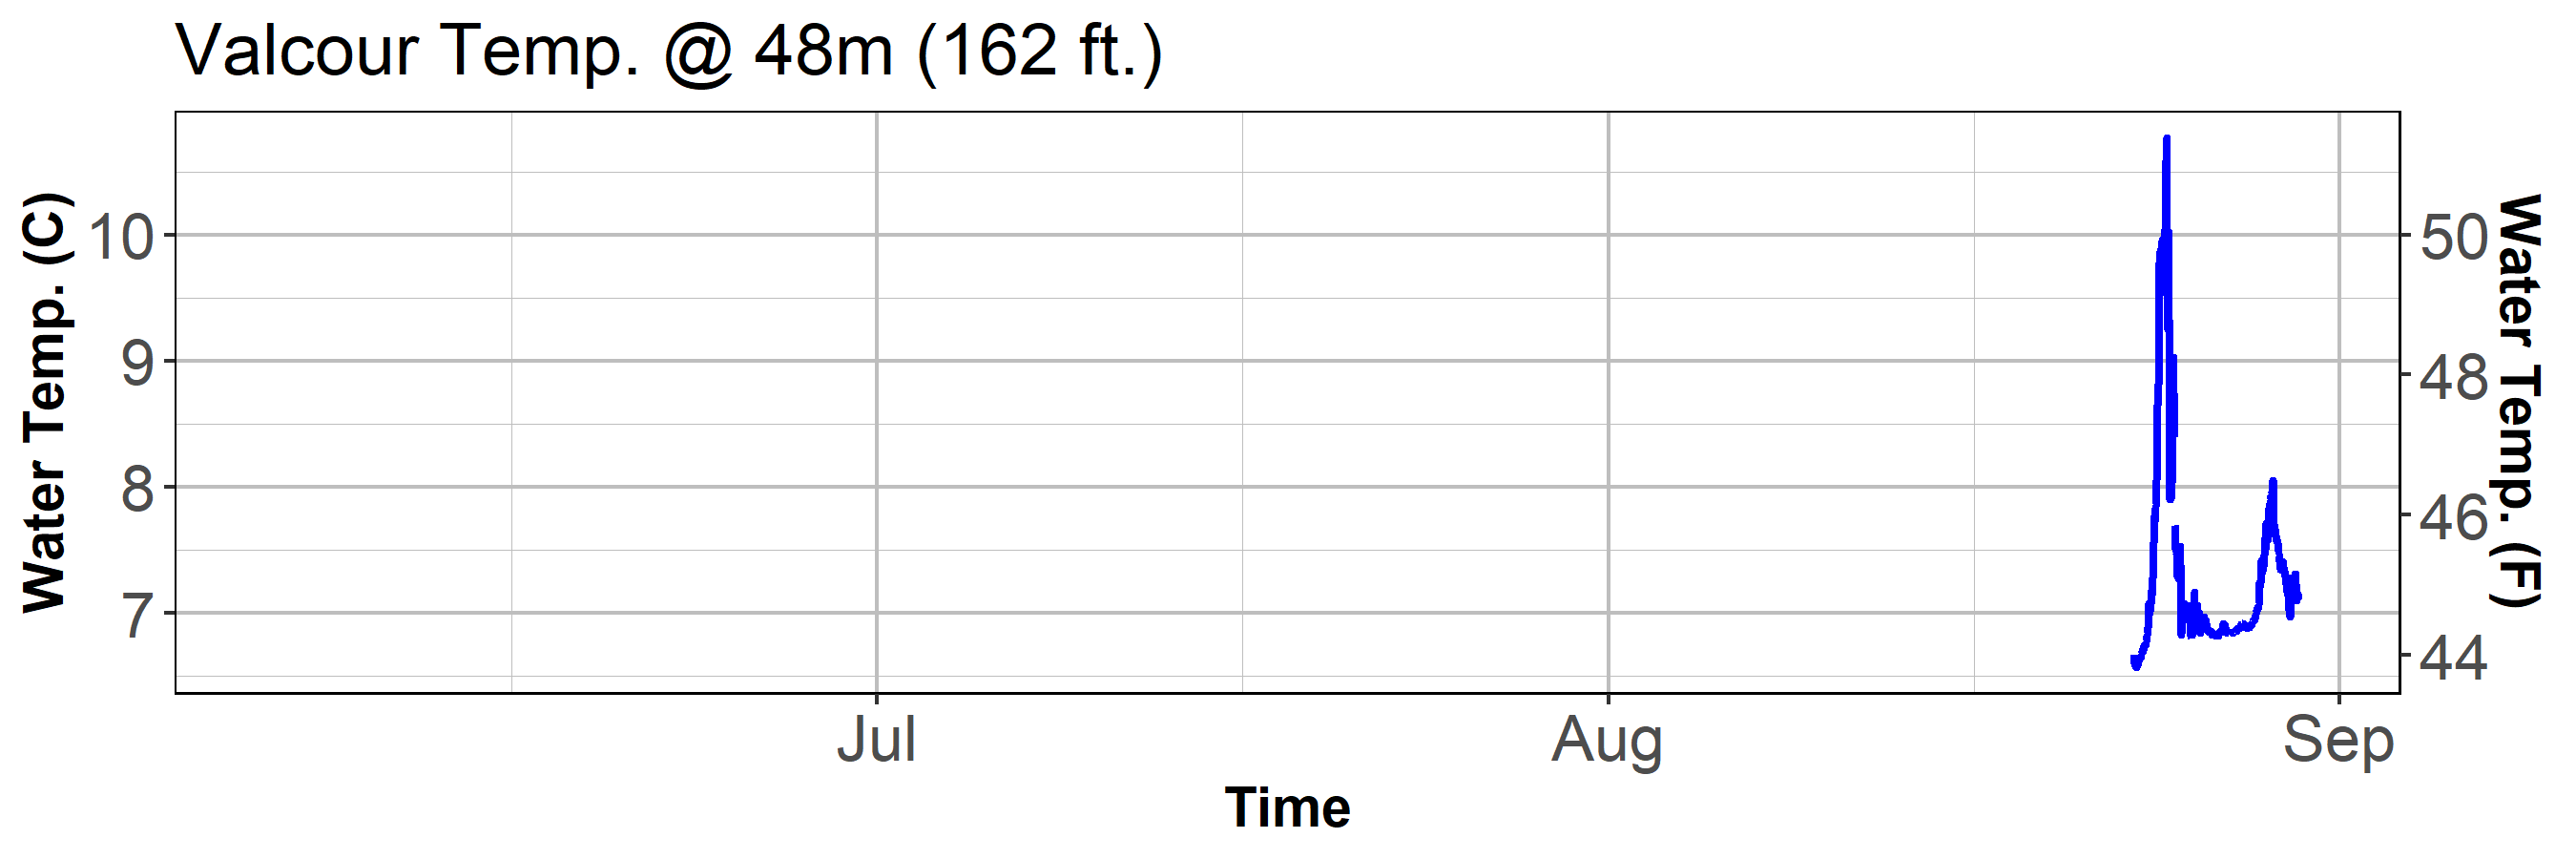 Valcour Temp. @ 48m (162 ft.)
Water Temp. (C)
10
9
8
7
50
48
46
44
Water Temp. (F)
Jul Aug Sep
Time